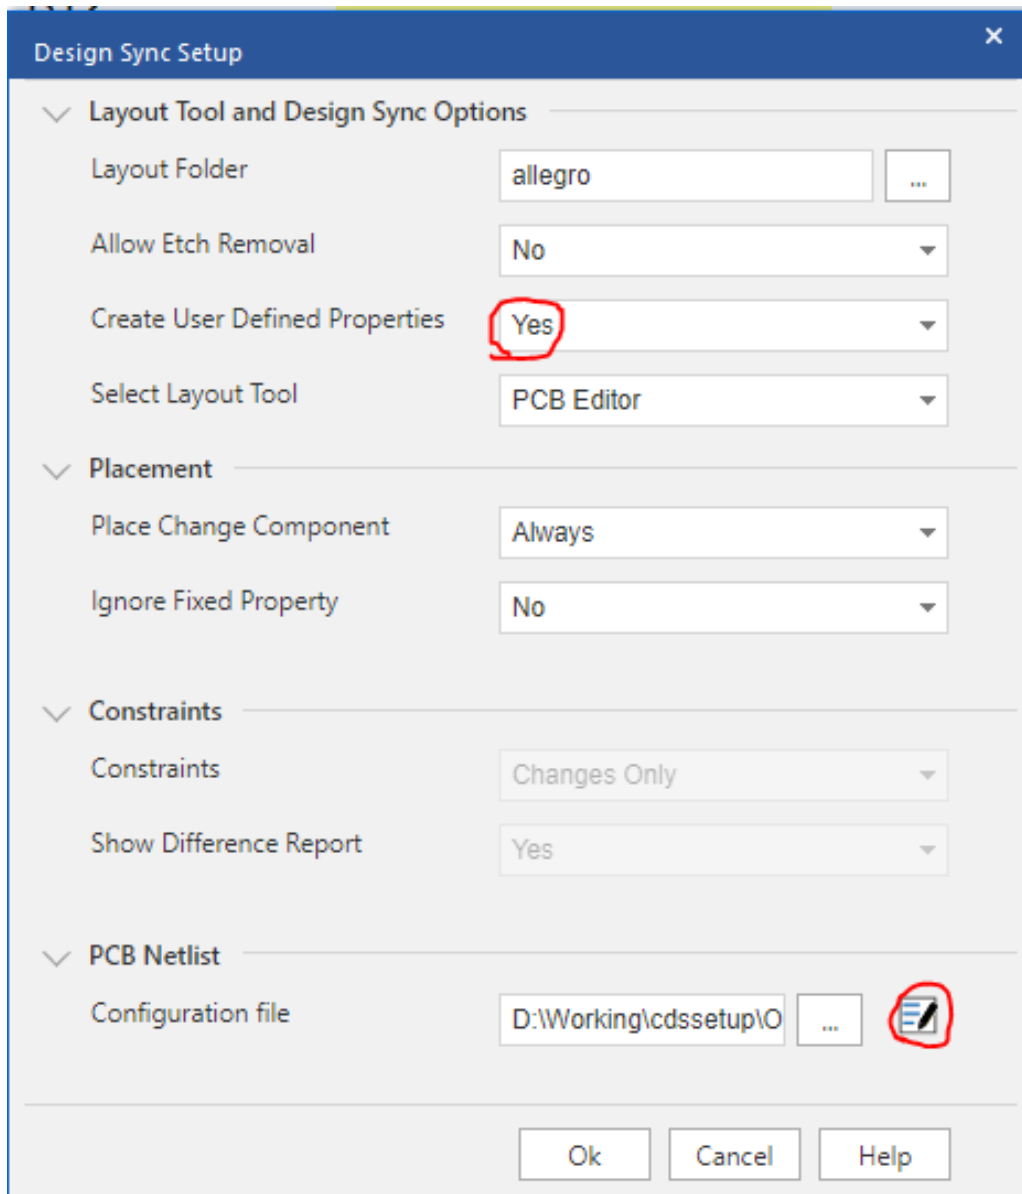 Design Sync Setup
Layout Tool and Design Sync Options
Layout Folder allegro ...
Allow Etch Removal No
Create User Defined Properties Yes
Select Layout Tool PCB Editor
Placement
Place Change Component Always
Ignore Fixed Property No
Constraints
Constraints Changes Only
Show Difference Report Yes
PCB Netlist
Configuration file D:\Working\cdssetup\O ...
Ok Cancel Help